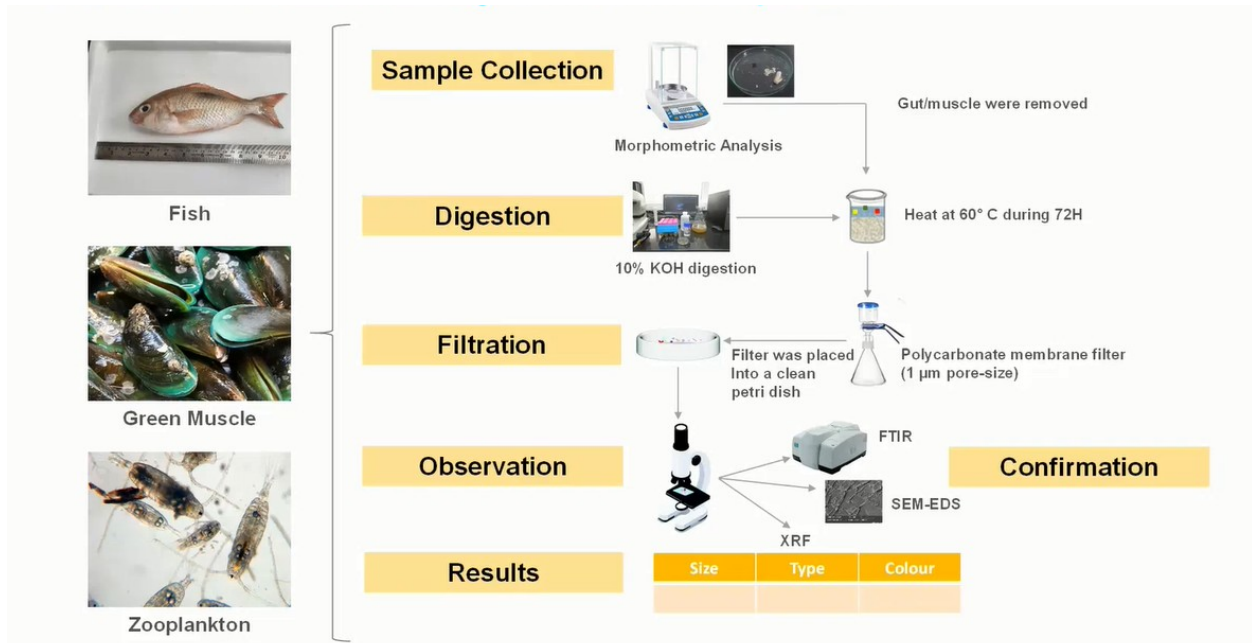 Fish
Green Muscle
Zooplankton
Sample Collection
Morphometric Analysis
Gut/muscle were removed
Digestion
10% KOH digestion
Heat at 60° C during 72H
Filtration
Filter was placed
Into a clean
petri dish
Polycarbonate membrane filter
(1 µm pore-size)
Observation
FTIR
SEM-EDS
XRF
Confirmation
Results
Size Type Colour